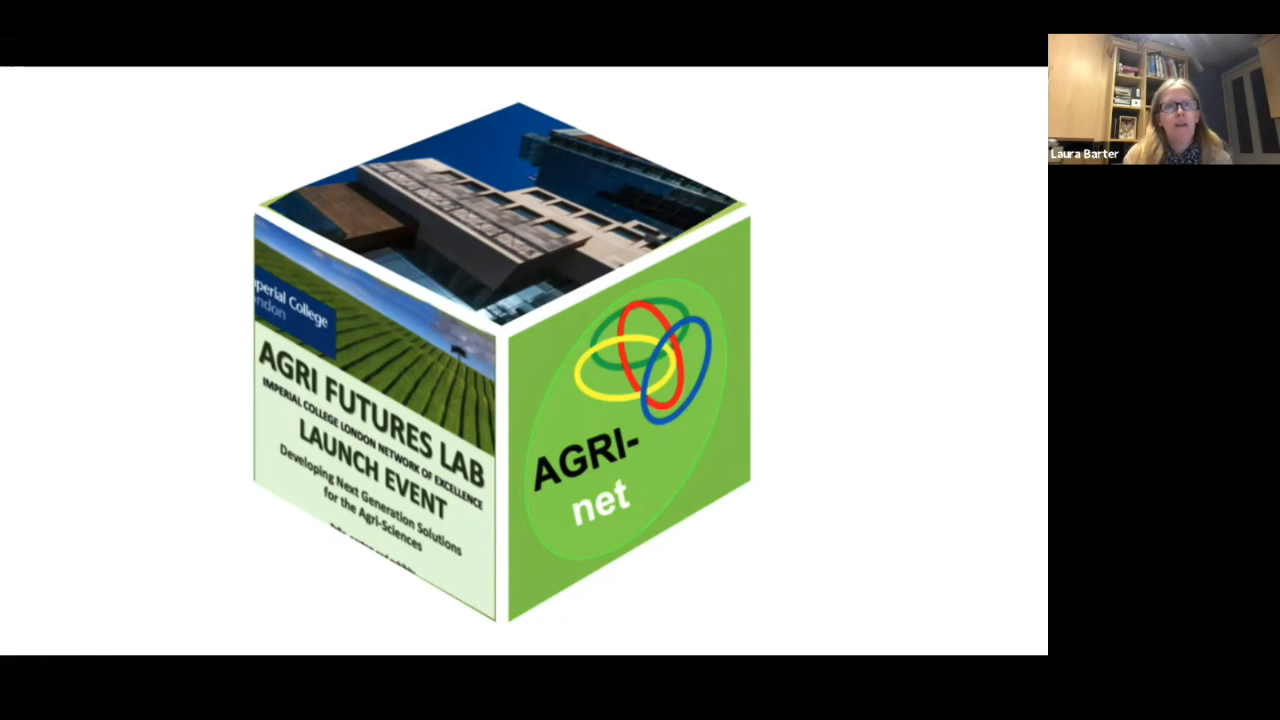 perial College
ndon
AGRI FUTURES LAB
IMPERIAL COLLEGE LONDON NETWORK OF EXCELLENCE
LAUNCH EVENT
Developing Next Generation Solutions
for the Agri-Sciences
AGRI-
net
Laura Barter